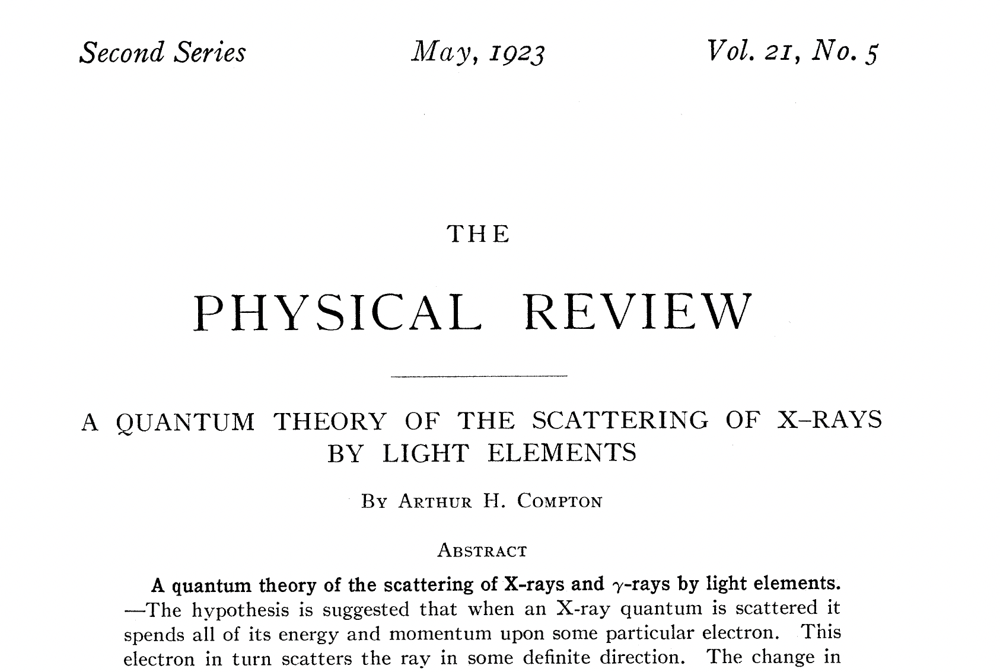 Second Series May, 1923 Vol. 21, No. 5
THE
PHYSICAL REVIEW
A QUANTUM THEORY OF THE SCATTERING OF X–RAYS
BY LIGHT ELEMENTS
By Arthur H. Compton
Abstract
A quantum theory of the scattering of X-rays and γ-rays by light elements.
—The hypothesis is suggested that when an X-ray quantum is scattered it
spends all of its energy and momentum upon some particular electron. This
electron in turn scatters the ray in some definite direction. The change in